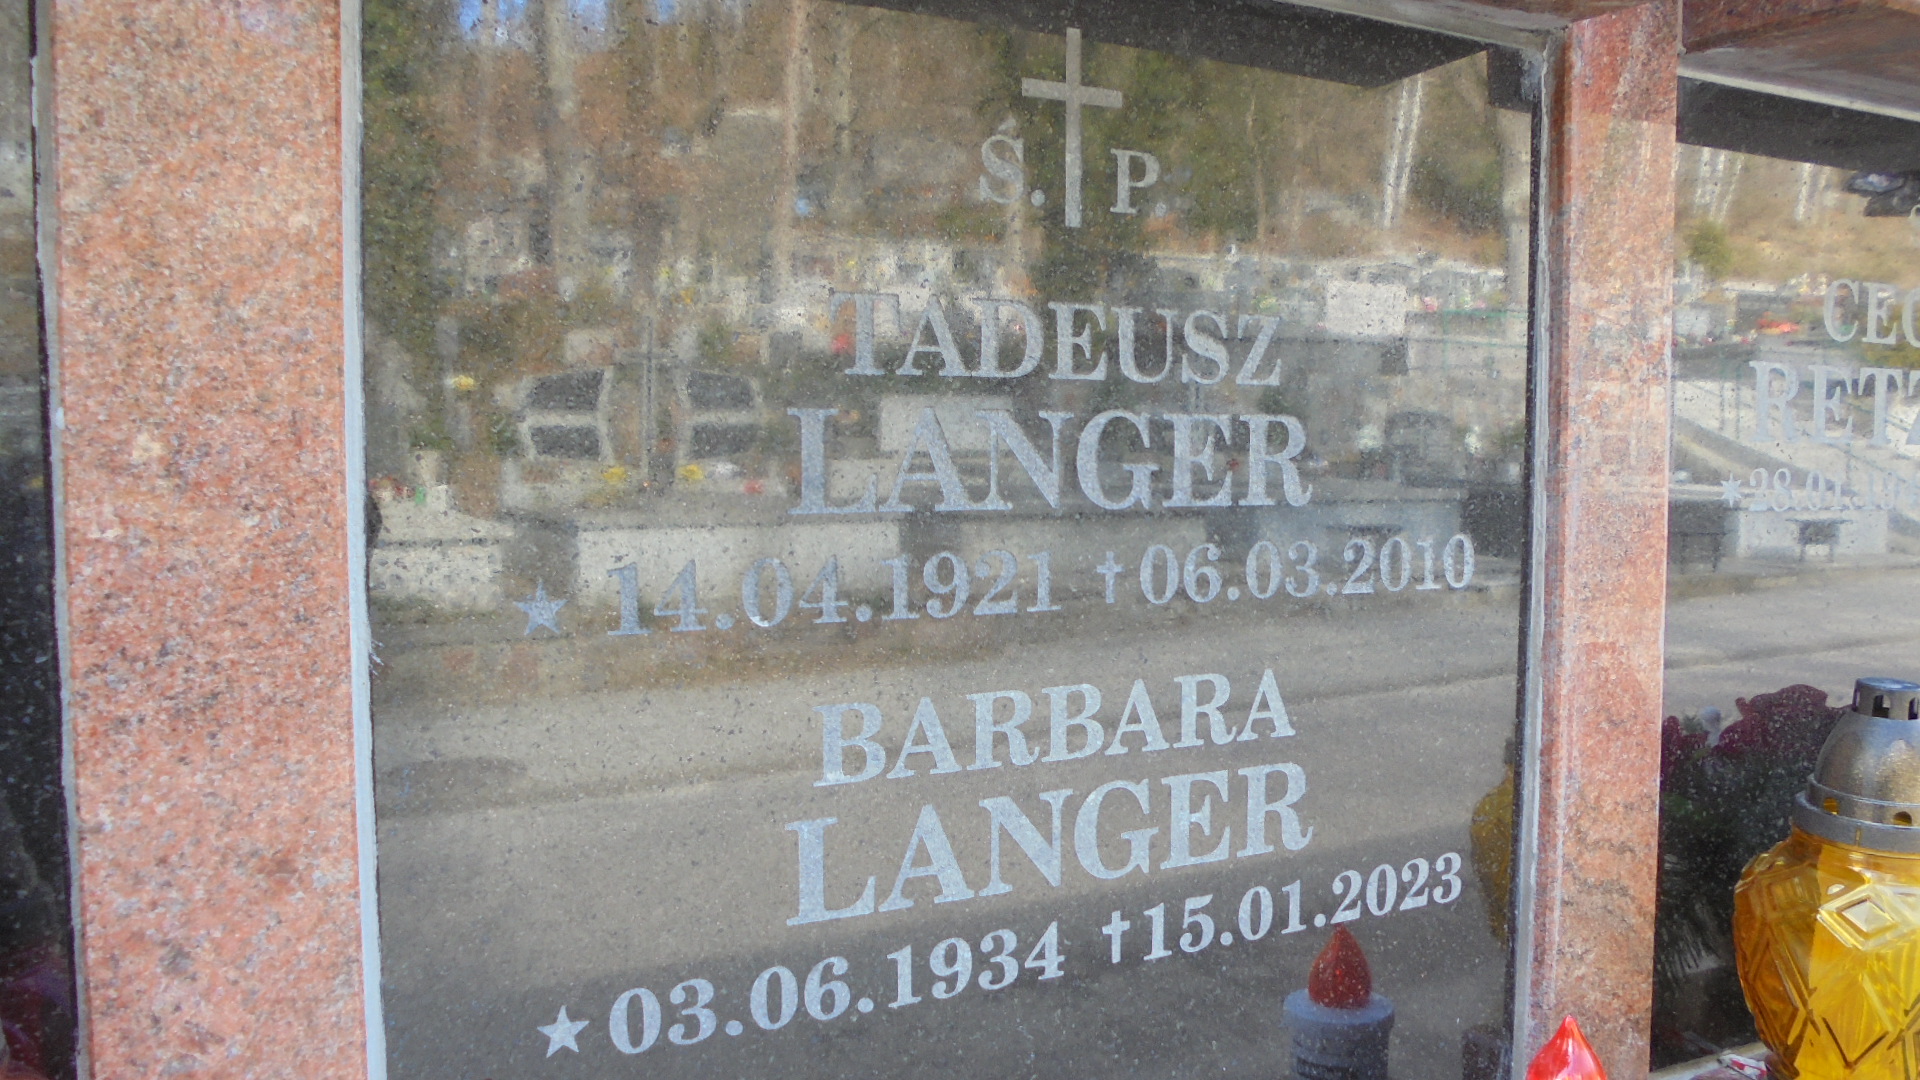 Ś. P.
TADEUSZ
LANGER
★ 14.04.1921 ✝ 06.03.2010
BARBARA
LANGER
★ 03.06.1934 ✝ 15.01.2023